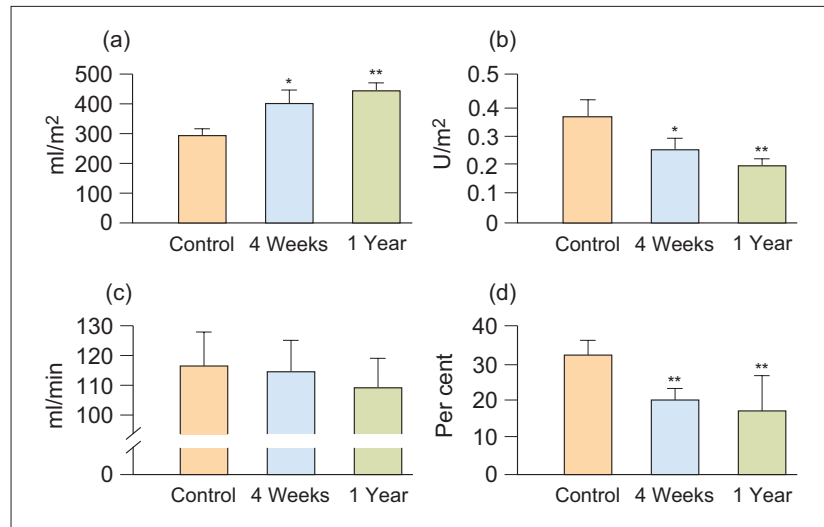 (a)
ml/m²
500
400
300
200
100
0
*
**
Control 4 Weeks 1 Year
(b)
U/m²
0.5
0.4
0.3
0.2
0.1
0
*
**
Control 4 Weeks 1 Year
(c)
ml/min
130
120
110
100
0
Control 4 Weeks 1 Year
(d)
Per cent
40
30
20
10
0
**
**
Control 4 Weeks 1 Year